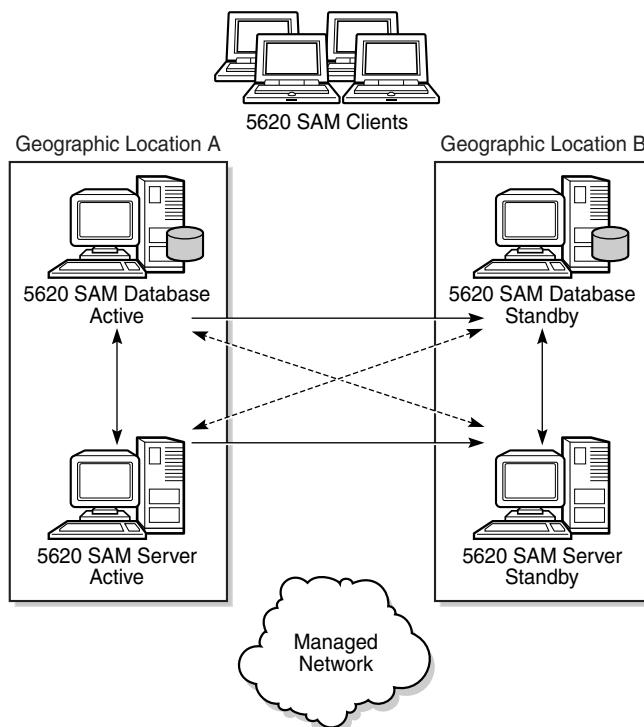 5620 SAM Clients
Geographic Location A
Geographic Location B
5620 SAM Database
Active
5620 SAM Database
Standby
5620 SAM Server
Active
5620 SAM Server
Standby
Managed
Network